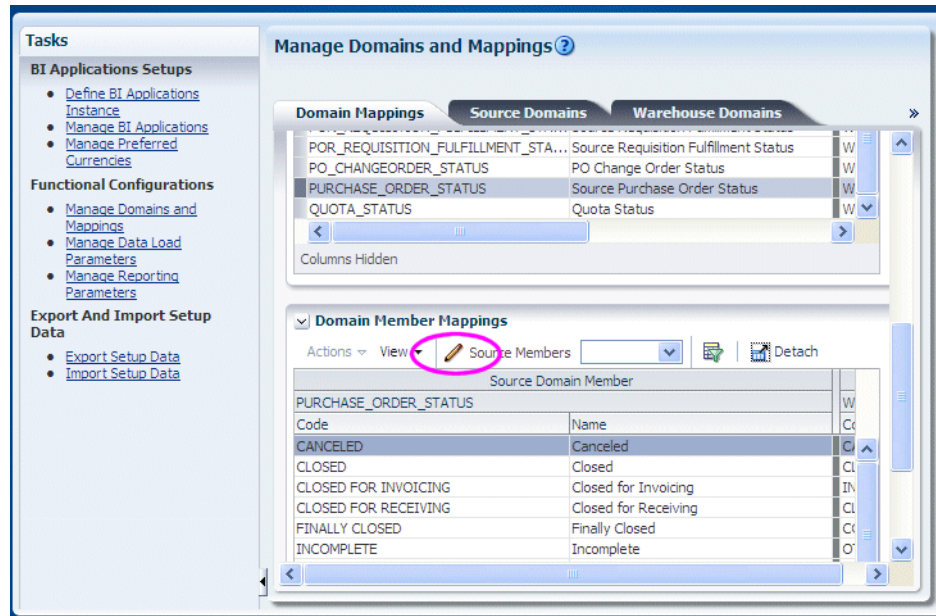 Tasks
BI Applications Setups
Define BI Applications
Instance
Manage BI Applications
Manage Preferred
Currencies
Functional Configurations
Manage Domains and
Mappings
Manage Data Load
Parameters
Manage Reporting
Parameters
Export And Import Setup
Data
Export Setup Data
Import Setup Data
Manage Domains and Mappings
Domain Mappings Source Domains Warehouse Domains »
POR_REQUISITION_FULFILLMENT_STA... Source Requisition Fulfillment Status W
PO_CHANGEORDER_STATUS PO Change Order Status W
PURCHASE_ORDER_STATUS Source Purchase Order Status W
QUOTA_STATUS Quota Status W
Columns Hidden
Domain Member Mappings
Actions View Source Members Detach
Source Domain Member
PURCHASE_ORDER_STATUS W
Code Name
CANCELED Canceled
CLOSED Closed CL
CLOSED FOR INVOICING Closed for Invoicing IN
CLOSED FOR RECEIVING Closed for Receiving CL
FINALLY CLOSED Finally Closed
INCOMPLETE Incomplete